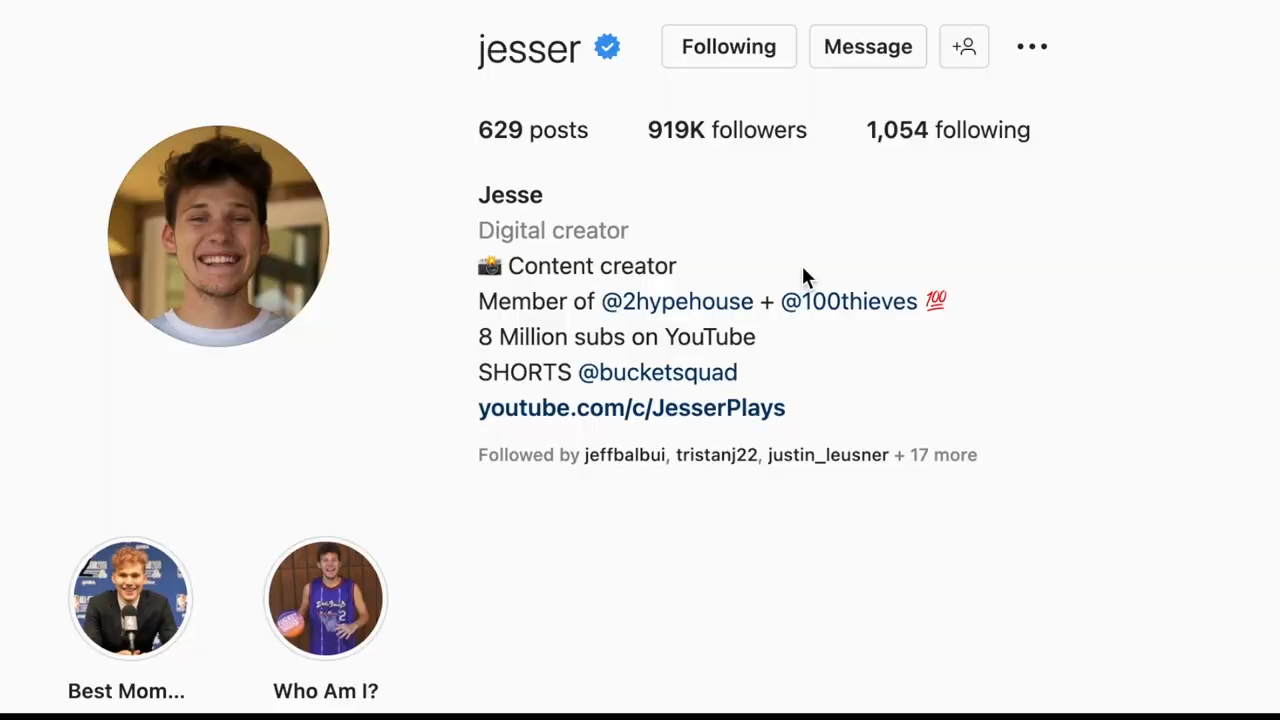 jesser Following Message
629 posts 919K followers 1,054 following
Jesse
Digital creator
📸 Content creator
Member of @2hypehouse + @100thieves 💯
8 Million subs on YouTube
SHORTS @bucketsquad
youtube.com/c/JesserPlays
Followed by jeffbalbui, tristanj22, justin_leusner + 17 more
Best Mom... Who Am I?